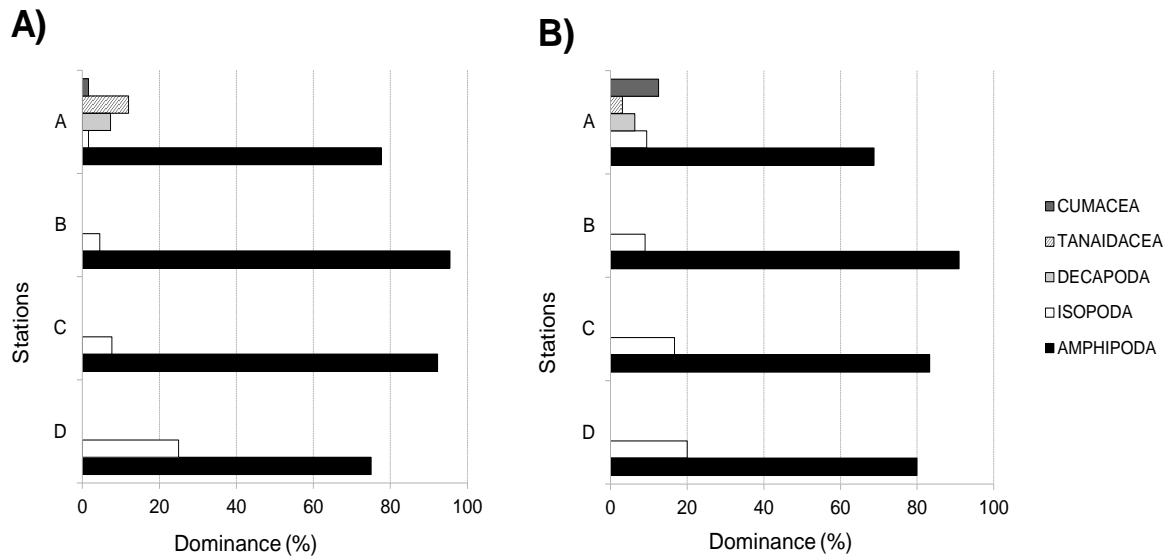 A)
A
B
C
D
Stations
0 20 40 60 80 100
Dominance (%)
B)
A
B
C
D
Stations
0 20 40 60 80 100
Dominance (%)
CUMACEA
TANAIDACEA
DECAPODA
ISOPODA
AMPHIPODA